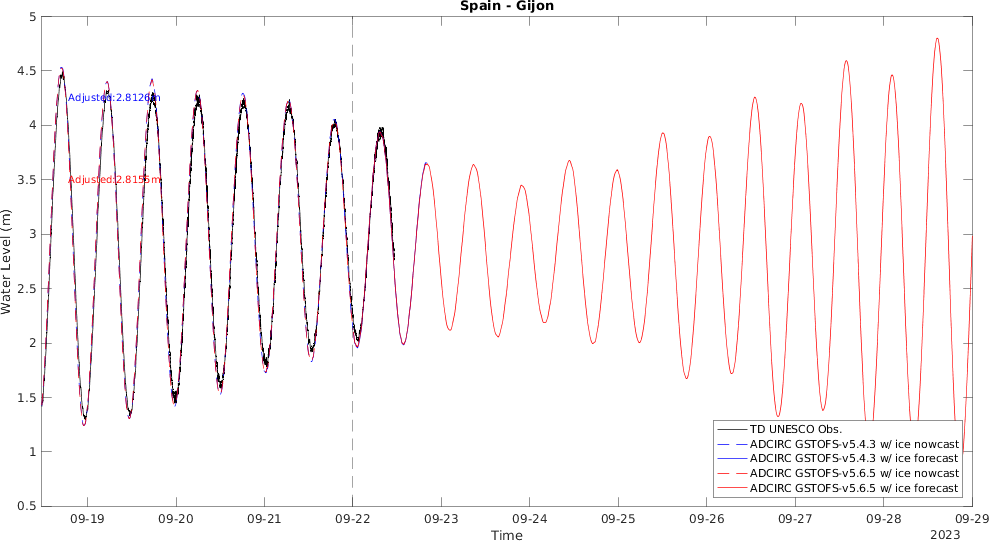 Spain - Gijon
5
4.5
4
3.5
3
2.5
2
1.5
1
0.5
Water Level (m)
Adjusted:2.8126m
Adjusted:2.8155m
TD UNESCO Obs.
ADCIRC GSTOFS-v5.4.3 w/ ice nowcast
ADCIRC GSTOFS-v5.4.3 w/ ice forecast
ADCIRC GSTOFS-v5.6.5 w/ ice nowcast
ADCIRC GSTOFS-v5.6.5 w/ ice forecast
09-19 09-20 09-21 09-22 09-23 09-24 09-25 09-26 09-27 09-28 09-29
Time
2023